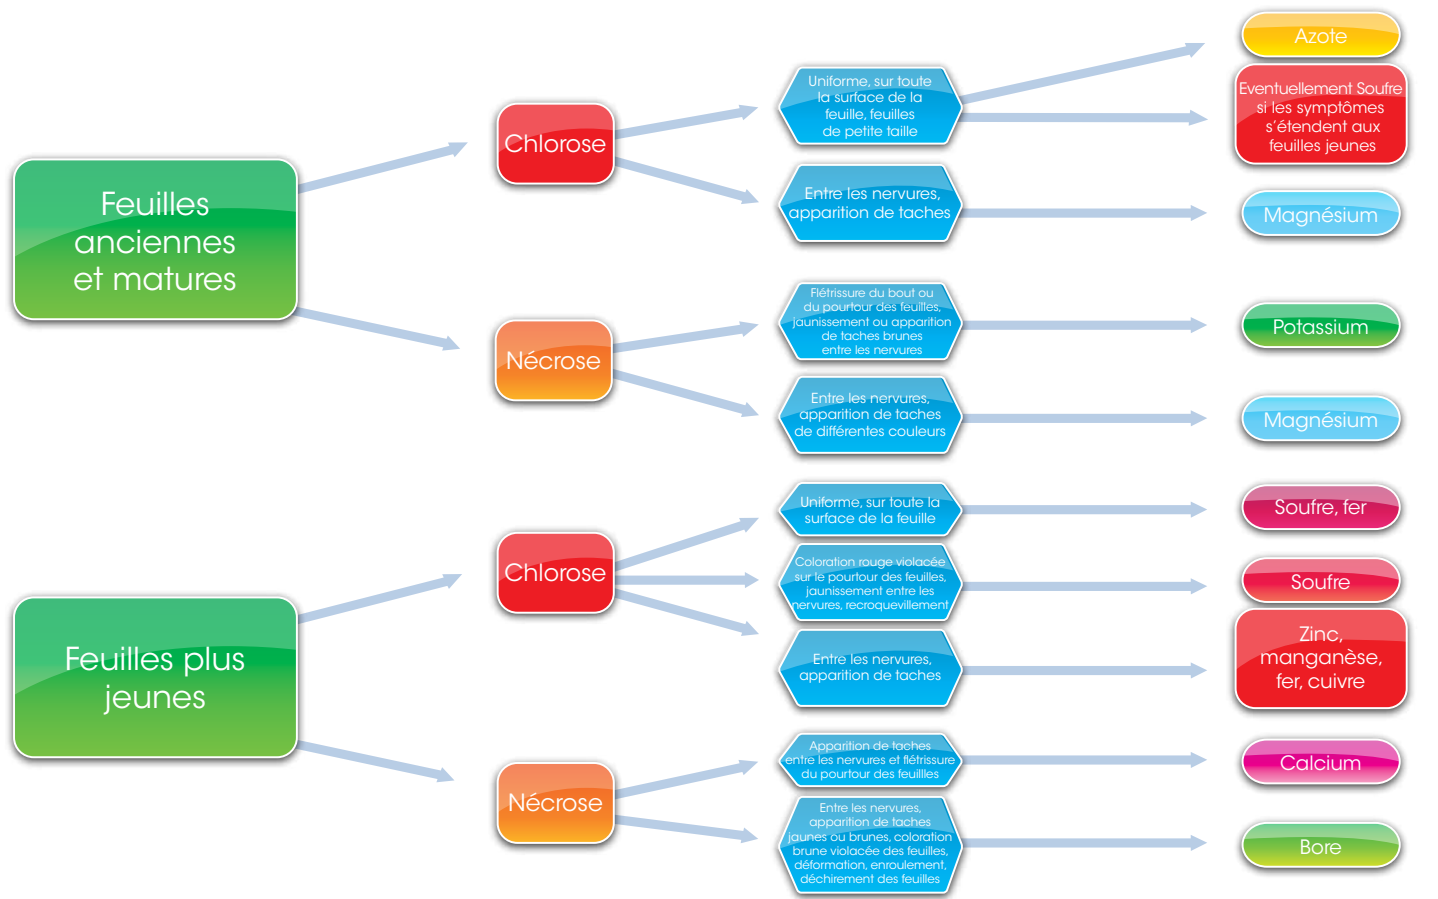 Feuilles
anciennes
et matures
Chlorose
Uniforme, sur toute
la surface de la
feuille, feuilles
de petite taille
Azote
Eventuellement Soufre
si les symptômes
s'étendent aux
feuilles jeunes
Entre les nervures,
apparition de taches
Magnésium
Nécrose
Flétrissure du bout ou
du pourtour des feuilles,
jaunissement ou apparition
de taches brunes
entre les nervures
Potassium
Entre les nervures,
apparition de taches
de différentes couleurs
Magnésium
Feuilles plus
jeunes
Chlorose
Uniforme, sur toute la
surface de la feuille
Soufre, fer
Coloration rouge violacée
sur le pourtour des feuilles,
jaunissement entre les
nervures, recroquevillement
Soufre
Entre les nervures,
apparition de taches
Zinc,
manganèse,
fer, cuivre
Nécrose
Apparition de taches
entre les nervures et flétrissure
du pourtour des feuillles
Calcium
Entre les nervures,
apparition de taches
jaunes ou brunes, coloration
brune violacée des feuilles,
déformation, enroulement,
déchirement des feuilles
Bore